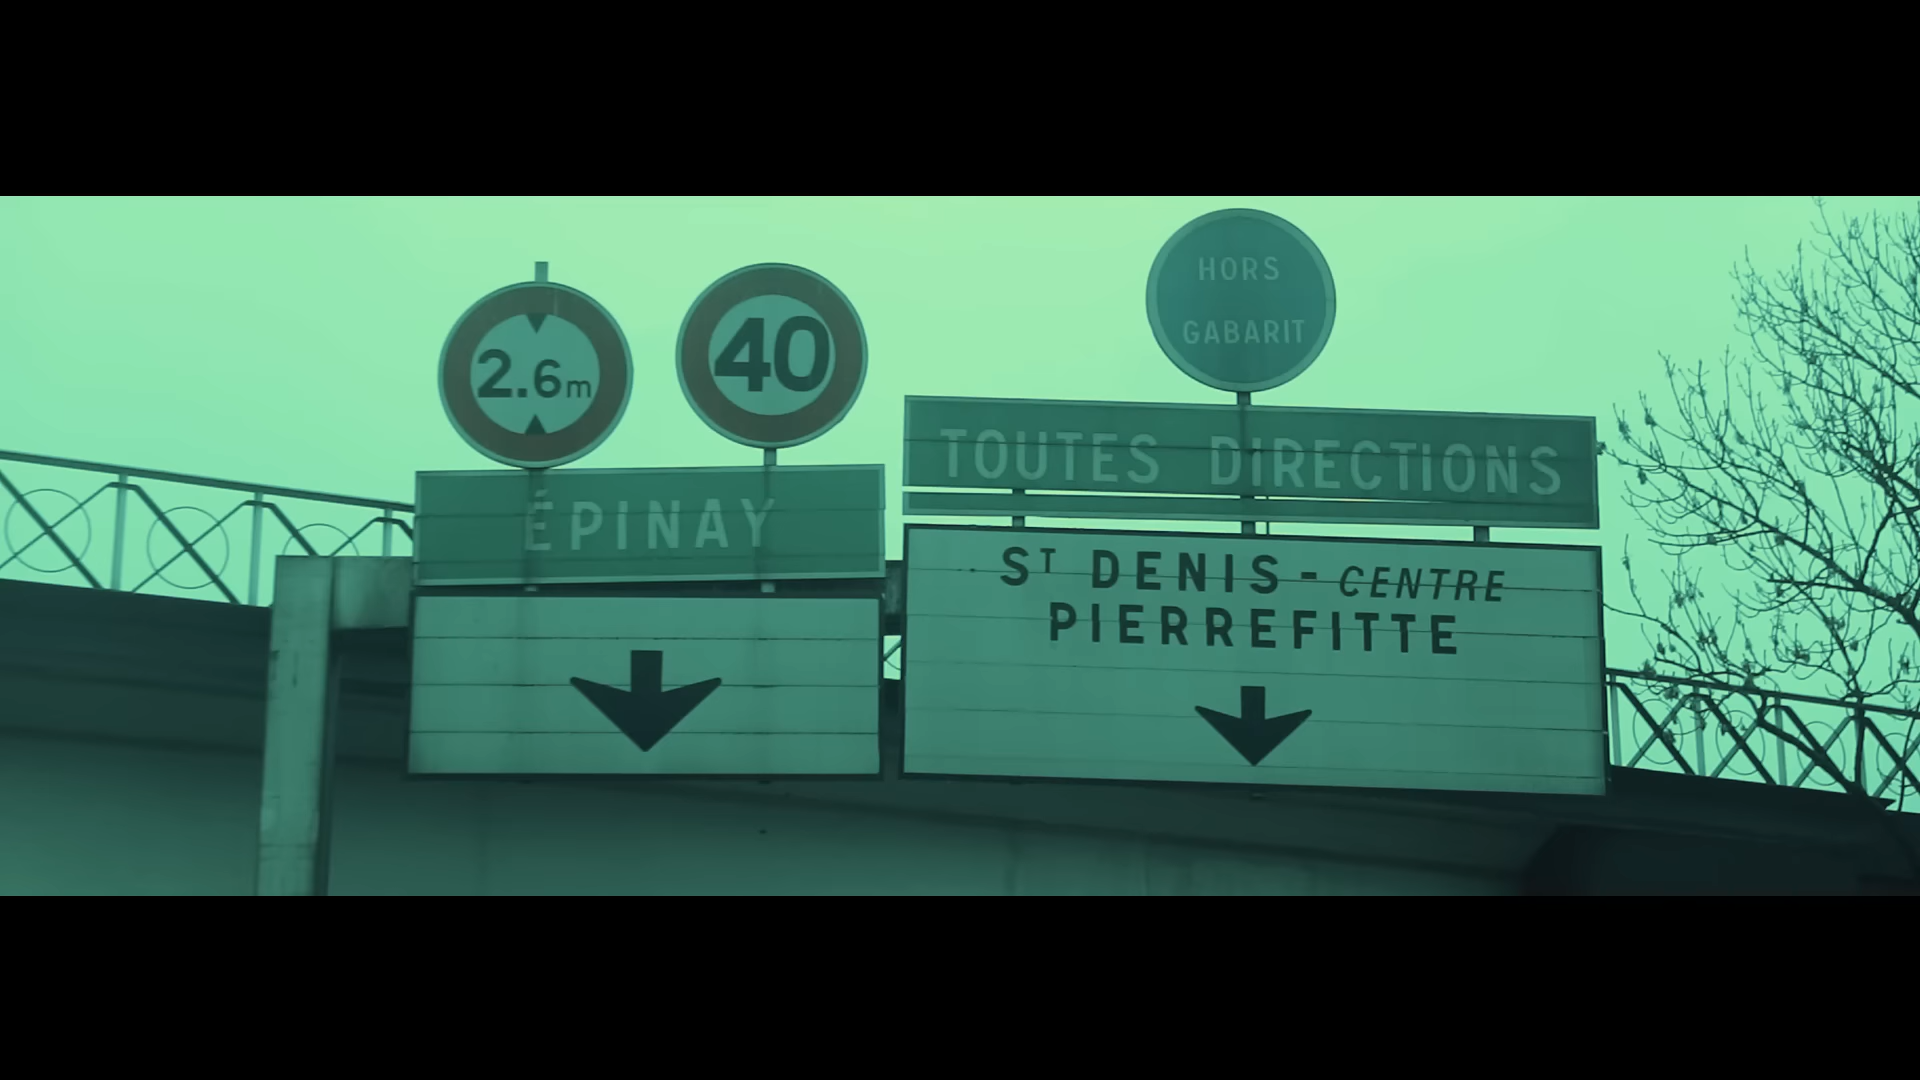 2.6m
40
ÉPINAY
HORS
GABARIT
TOUTES DIRECTIONS
ST DENIS - CENTRE
PIERREFITTE